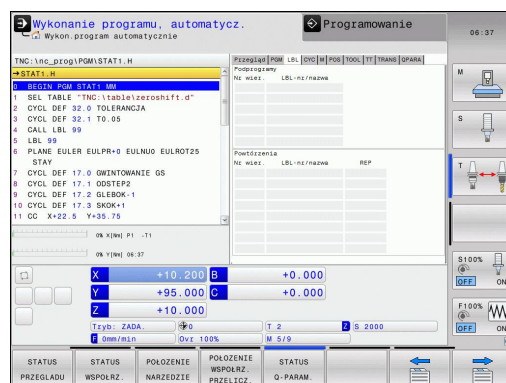 Wykonanie programu, automatycz.
Wykon.program automatycznie
Programowanie
06:37
TNC:\nc_prog\PGM\STAT1.H
→STAT1.H
0 BEGIN PGM STAT1 MM
1 SEL TABLE "TNC:\table\zeroshift.d"
2 CYCL DEF 32.0 TOLERANCJA
3 CYCL DEF 32.1 T0.05
4 CALL LBL 99
5 LBL 99
6 PLANE EULER EULPR+0 EULNU0 EULROT25
STAY
7 CYCL DEF 17.0 GWINTOWANIE GS
8 CYCL DEF 17.1 ODSTEP2
9 CYCL DEF 17.2 GLEBOK-1
10 CYCL DEF 17.3 SKOK+1
11 CC X+22.5 Y+35.75
Przegląd PGM LBL CYC M POS TOOL TT TRANS QPARA
Podprogramy
Nr wier. LBL-nr/nazwa
Powtórzenia
Nr wier. LBL-nr/nazwa REP
0% X[Nm] P1 -T1
0% Y[Nm] 06:37
X +10.200 B +0.000
Y +95.000 C +0.000
Z +10.000
Tryb: ZADA. 0 T 2 Z S 2000
F 0mm/min Ovr 100% M 5/9
M
S
T
S100%
OFF ON
F100%
OFF ON
STATUS
PRZEGLADU
STATUS
WSPOŁRZ.
POŁOZENIE
NARZEDZIE
POŁOZENIE
WSPOŁRZ.
PRZELICZ.
STATUS
Q-PARAM.